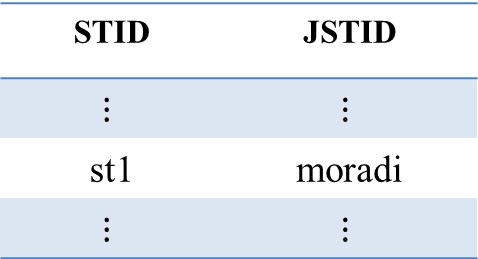 STID JSTID
⋮ ⋮
st1 moradi
⋮ ⋮